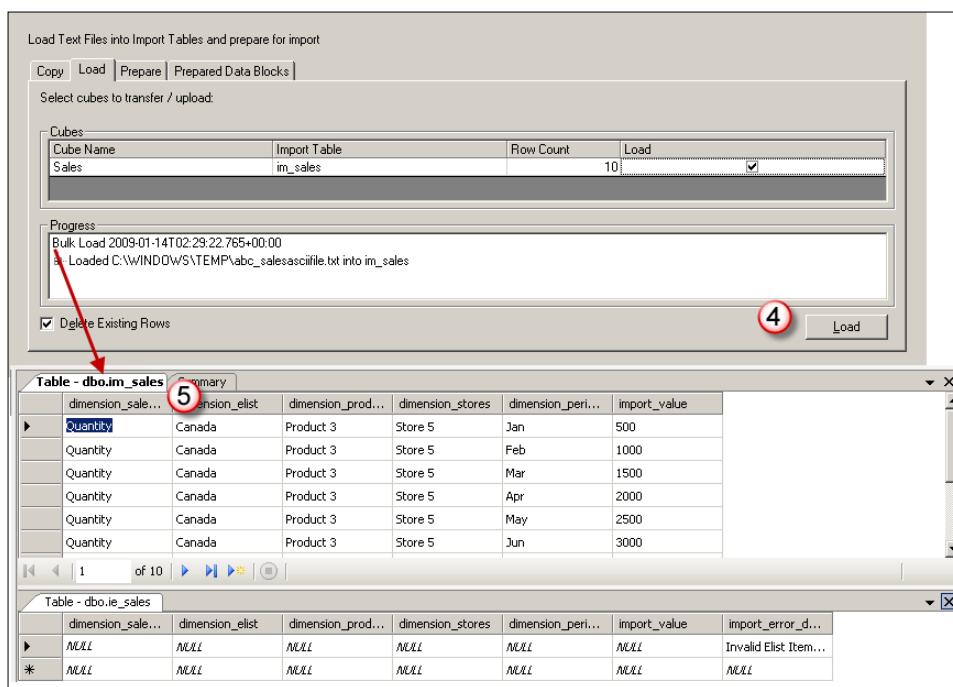 Load Text Files into Import Tables and prepare for import
Copy Load Prepare Prepared Data Blocks
Select cubes to transfer / upload:
Cubes
Cube Name Import Table Row Count Load
Sales im_sales 10
Progress
Bulk Load 2009-01-14T02:29:22.765+00:00
Loaded C:\WINDOWS\TEMP\abc_salesasciifile.txt into im_sales
Delete Existing Rows 4 Load
Table - dbo.im_sales Summary
5
dimension_sale... dimension_elist dimension_prod... dimension_stores dimension_peri... import_value
Quantity Canada Product 3 Store 5 Jan 500
Quantity Canada Product 3 Store 5 Feb 1000
Quantity Canada Product 3 Store 5 Mar 1500
Quantity Canada Product 3 Store 5 Apr 2000
Quantity Canada Product 3 Store 5 May 2500
Quantity Canada Product 3 Store 5 Jun 3000
1 of 10
Table - dbo.ie_sales
dimension_sale... dimension_elist dimension_prod... dimension_stores dimension_peri... import_value import_error_d...
NULL NULL NULL NULL NULL NULL Invalid Elist Item...
NULL NULL NULL NULL NULL NULL NULL